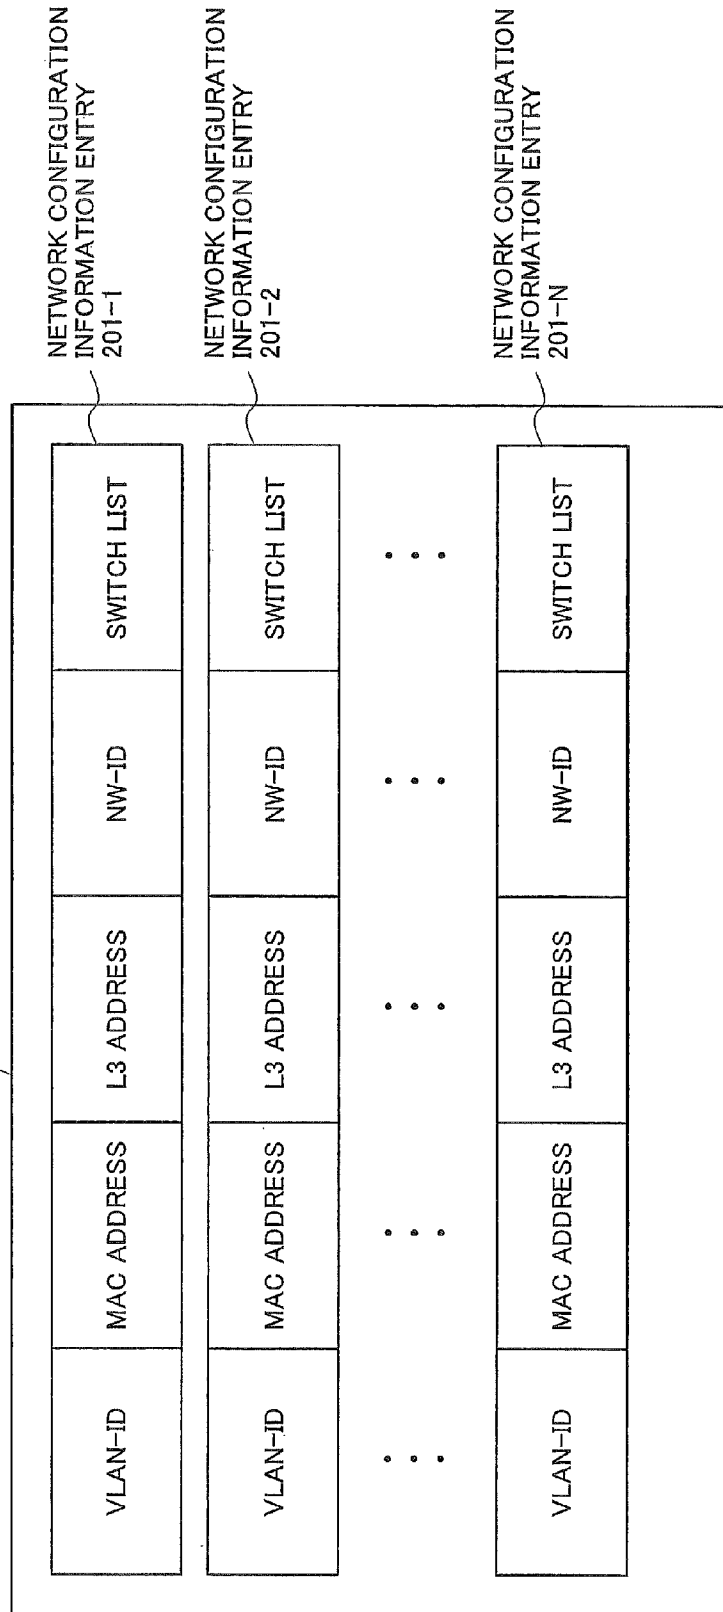 VLAN-ID
MAC ADDRESS
L3 ADDRESS
NW-ID
SWITCH LIST
NETWORK CONFIGURATION
INFORMATION ENTRY
201-1
VLAN-ID
MAC ADDRESS
L3 ADDRESS
NW-ID
SWITCH LIST
NETWORK CONFIGURATION
INFORMATION ENTRY
201-2
VLAN-ID
MAC ADDRESS
L3 ADDRESS
NW-ID
SWITCH LIST
NETWORK CONFIGURATION
INFORMATION ENTRY
201-N